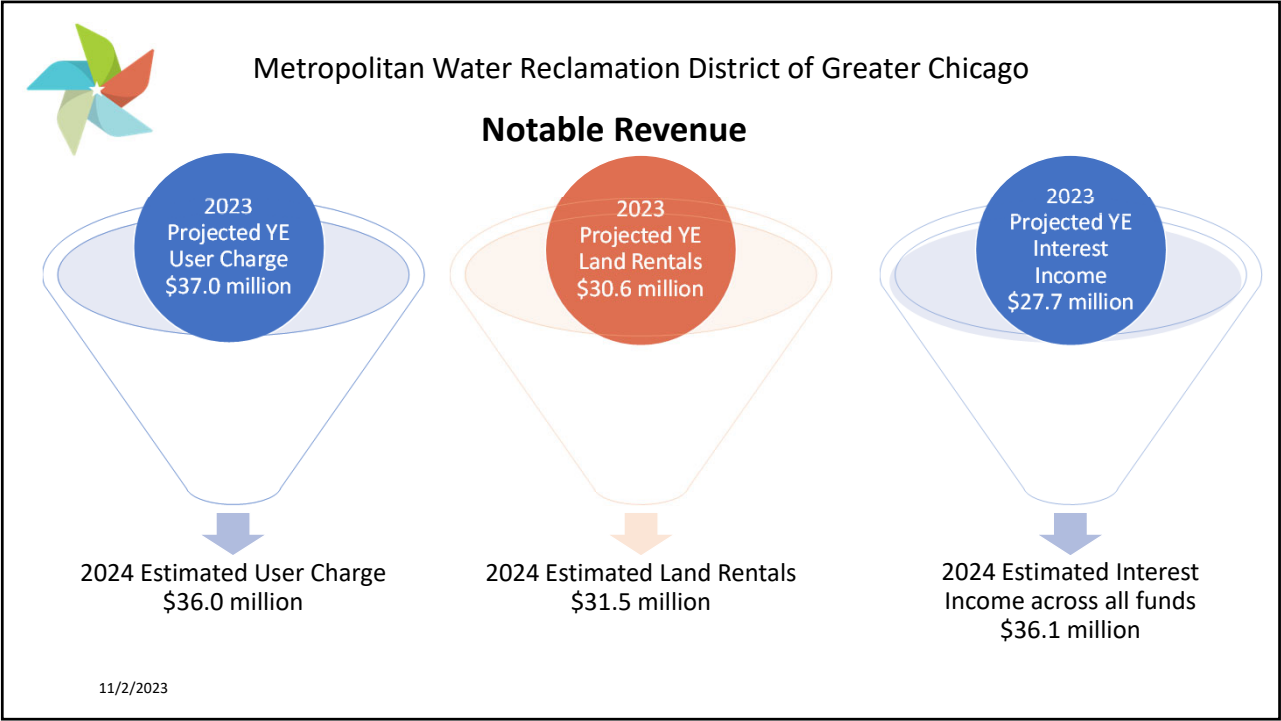 Metropolitan Water Reclamation District of Greater Chicago
Notable Revenue
2023
Projected YE
User Charge
$37.0 million
2023
Projected YE
Land Rentals
$30.6 million
2023
Projected YE
Interest
Income
$27.7 million
2024 Estimated User Charge
$36.0 million
2024 Estimated Land Rentals
$31.5 million
2024 Estimated Interest
Income across all funds
$36.1 million
11/2/2023